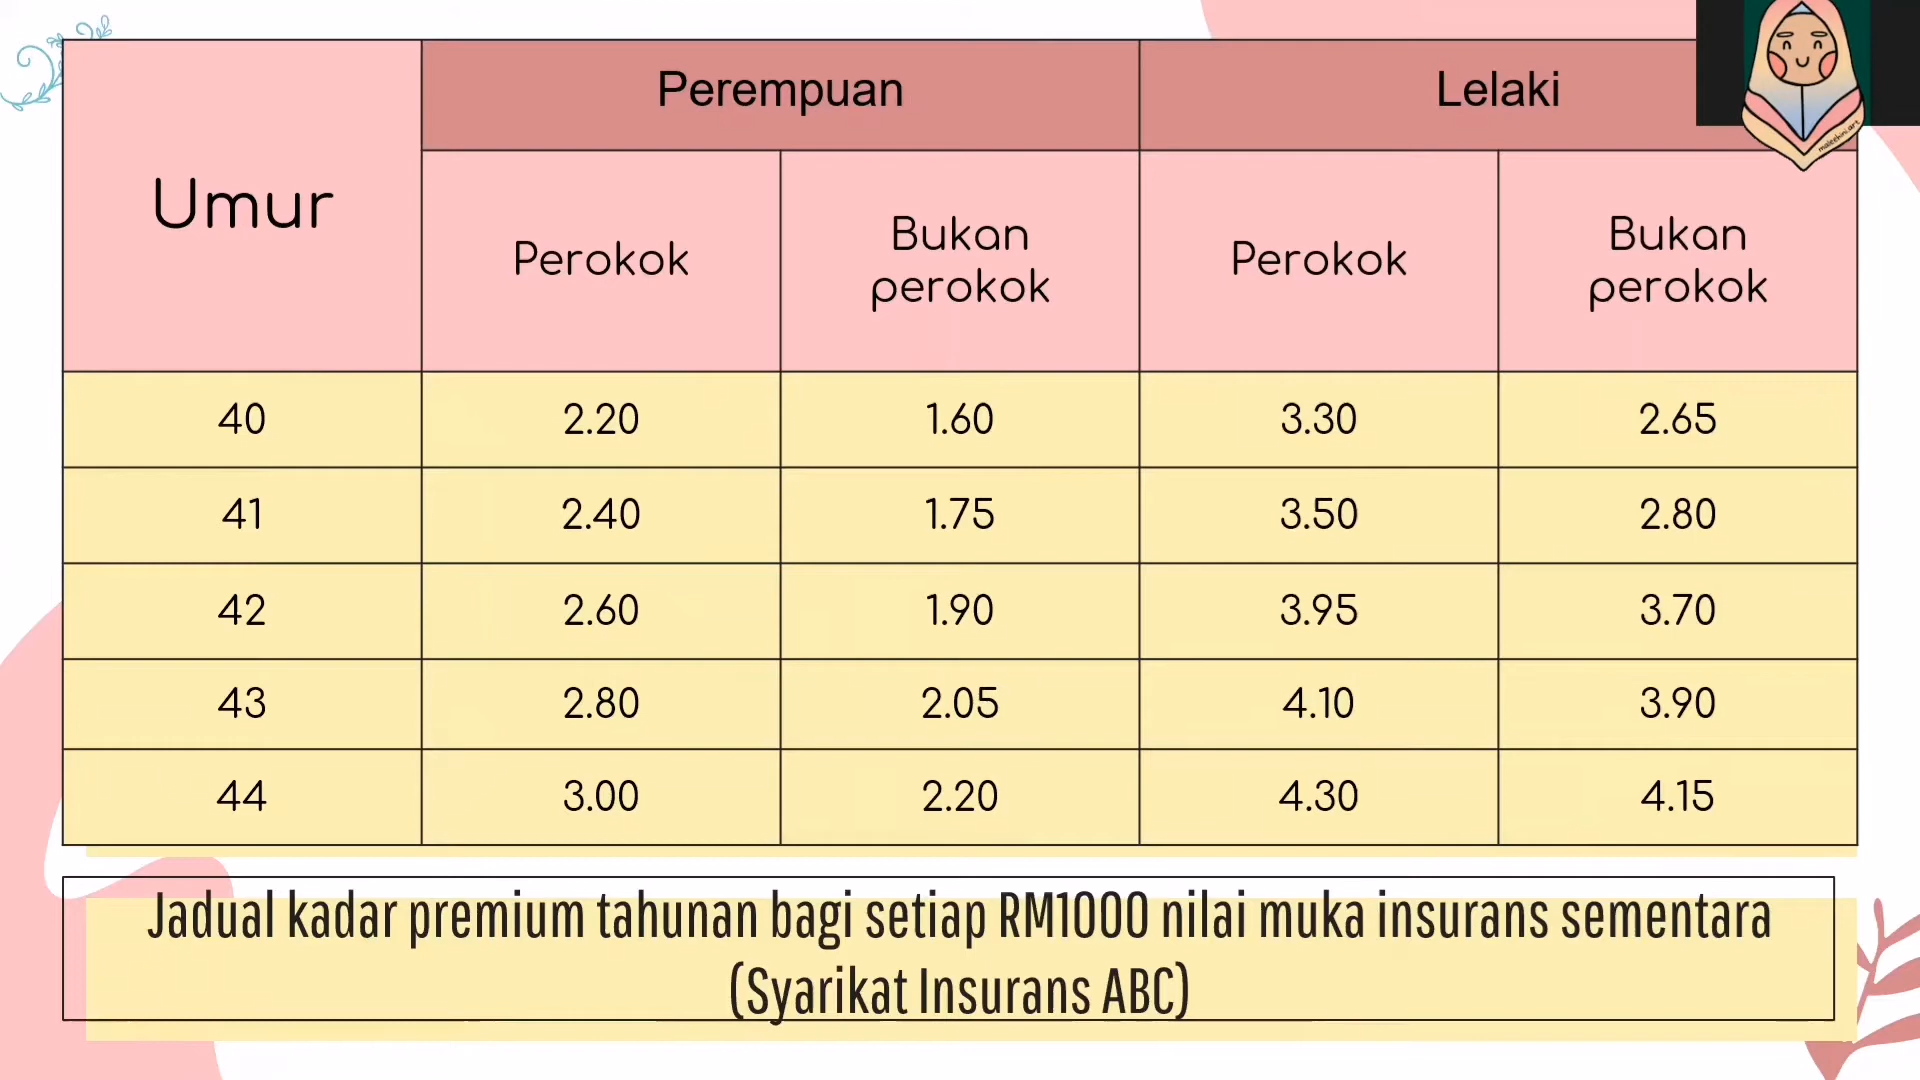 Perempuan
Lelaki
Umur
Perokok
Bukan
perokok
Perokok
Bukan
perokok
40
2.20
1.60
3.30
2.65
41
2.40
1.75
3.50
2.80
42
2.60
1.90
3.95
3.70
43
2.80
2.05
4.10
3.90
44
3.00
2.20
4.30
4.15
Jadual kadar premium tahunan bagi setiap RM1000 nilai muka insurans sementara
(Syarikat Insurans ABC)